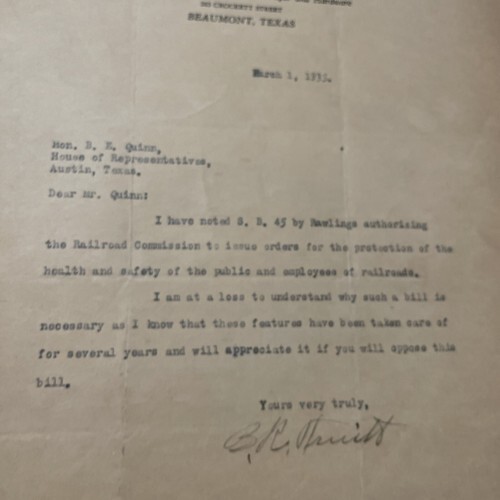 and Hardware
CROCKETT STREET
BEAUMONT, TEXAS
March 1, 1935.
Hon. B. E. Quinn,
House of Representatives,
Austin, Texas.
Dear Mr. Quinn:
I have noted S. B. 45 by Rawlings authorizing
the Railroad Commission to issue orders for the protection of the
health and safety of the public and employees of railroads.
I am at a loss to understand why such a bill is
necessary as I know that these features have been taken care of
for several years and will appreciate it if you will oppose this
bill.
Yours very truly,